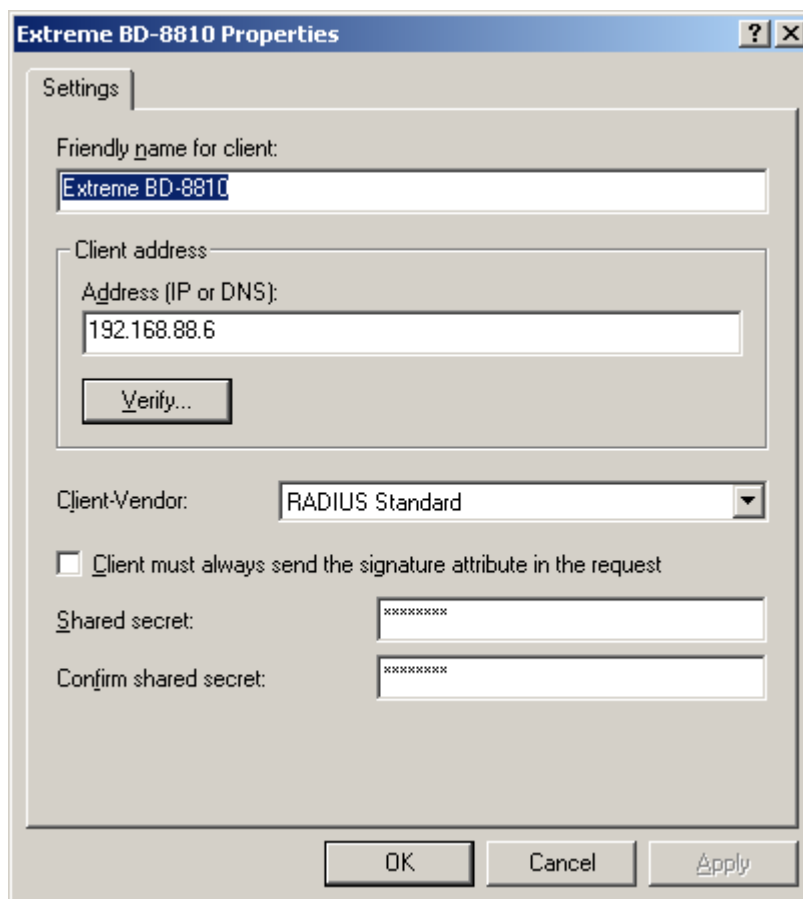 Extreme BD-8810 Properties
Settings
Friendly name for client:
Extreme BD-8810
Client address
Address (IP or DNS):
192.168.88.6
Verify...
Client-Vendor: RADIUS Standard
Client must always send the signature attribute in the request
Shared secret: ********
Confirm shared secret: ********
OK Cancel Apply